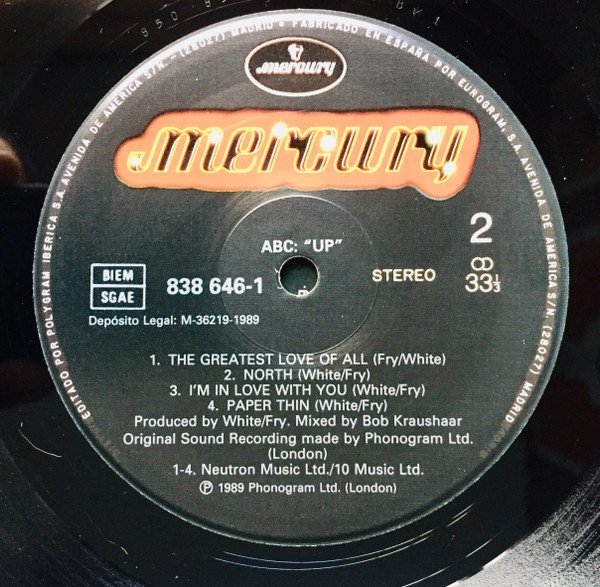 mercury
mercury
ABC: "UP"
2
BIEM
SGAE
838 646-1
STEREO
33⅓
Depósito Legal: M-36219-1989
1. THE GREATEST LOVE OF ALL (Fry/White)
2. NORTH (White/Fry)
3. I'M IN LOVE WITH YOU (White/Fry)
4. PAPER THIN (White/Fry)
Produced by White/Fry. Mixed by Bob Kraushaar
Original Sound Recording made by Phonogram Ltd.
(London)
1-4. Neutron Music Ltd./10 Music Ltd.
℗ 1989 Phonogram Ltd. (London)
EDITADO POR POLYGRAM IBERICA S.A. AVENIDA DE AMERICA S/N. (28027) MADRID • FABRICADO EN ESPAÑA POR EUROGRAM, S.A. AVENIDA DE AMERICA S/N. (28027) MADRID